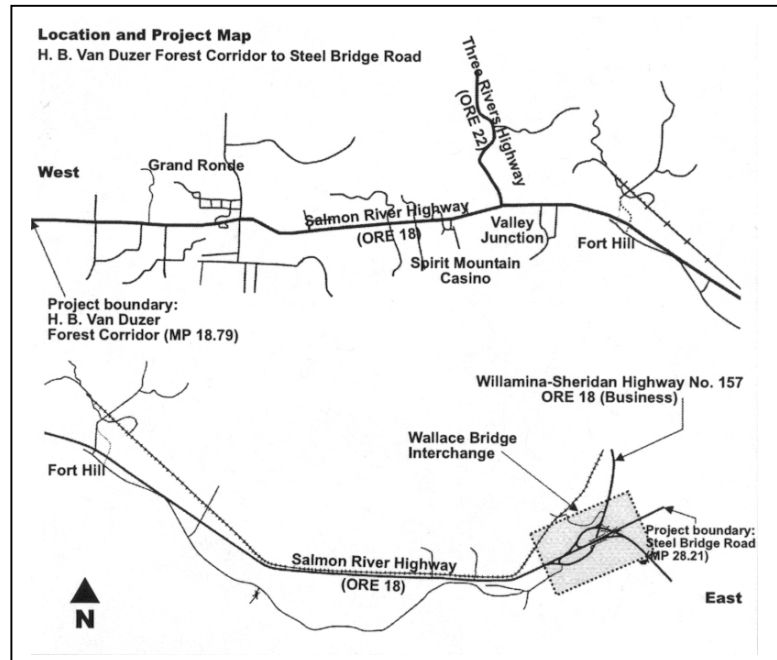 Location and Project Map
H. B. Van Duzer Forest Corridor to Steel Bridge Road
Three Rivers Highway
(ORE 22)
West
Grand Ronde
Salmon River Highway
(ORE 18)
Valley
Junction
Fort Hill
Spirit Mountain
Casino
Project boundary:
H. B. Van Duzer
Forest Corridor (MP 18.79)
Willamina-Sheridan Highway No. 157
ORE 18 (Business)
Wallace Bridge
Interchange
Fort Hill
Project boundary:
Steel Bridge Road
(MP 28.21)
Salmon River Highway
(ORE 18)
East
N